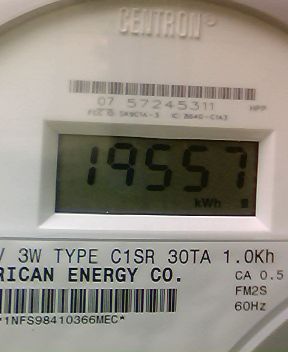 CENTRON®
07 57245311 HPP
19557
kWh
V 3W TYPE C1SR 30TA 1.0Kh
RICAN ENERGY CO. CA 0.5
FM2S
60Hz
*1NFS98410366MEC*